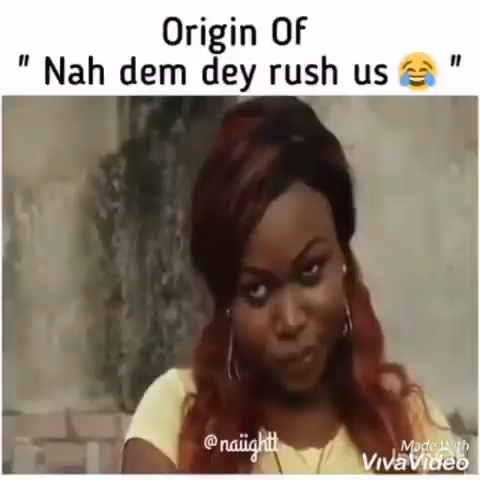 Origin Of
" Nah dem dey rush us 😂 "
@naiightt
Made With
VivaVideo